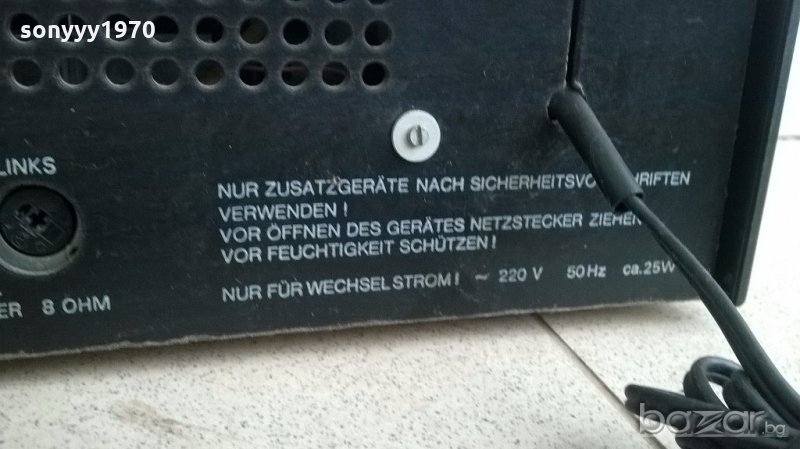 sonyyy1970
LINKS
NUR ZUSATZGERÄTE NACH
VERWENDEN !
VOR ÖFFNEN DES GERÄTES NETZSTECKER
VOR FEUCHTIGKEIT SCHÜTZEN !
NUR FÜR WECHSELSTROM! ~ 220 V 50 Hz ca.25W
8 OHM
bazar.bg